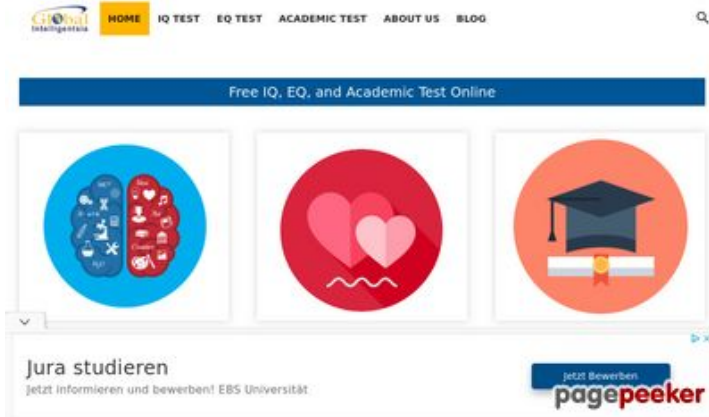 Global
Intelligentsia
HOME IQ TEST EQ TEST ACADEMIC TEST ABOUT US BLOG
Free IQ, EQ, and Academic Test Online
Jura studieren
Jetzt informieren und bewerben! EBS Universität
Jetzt Bewerben
pagepeeker